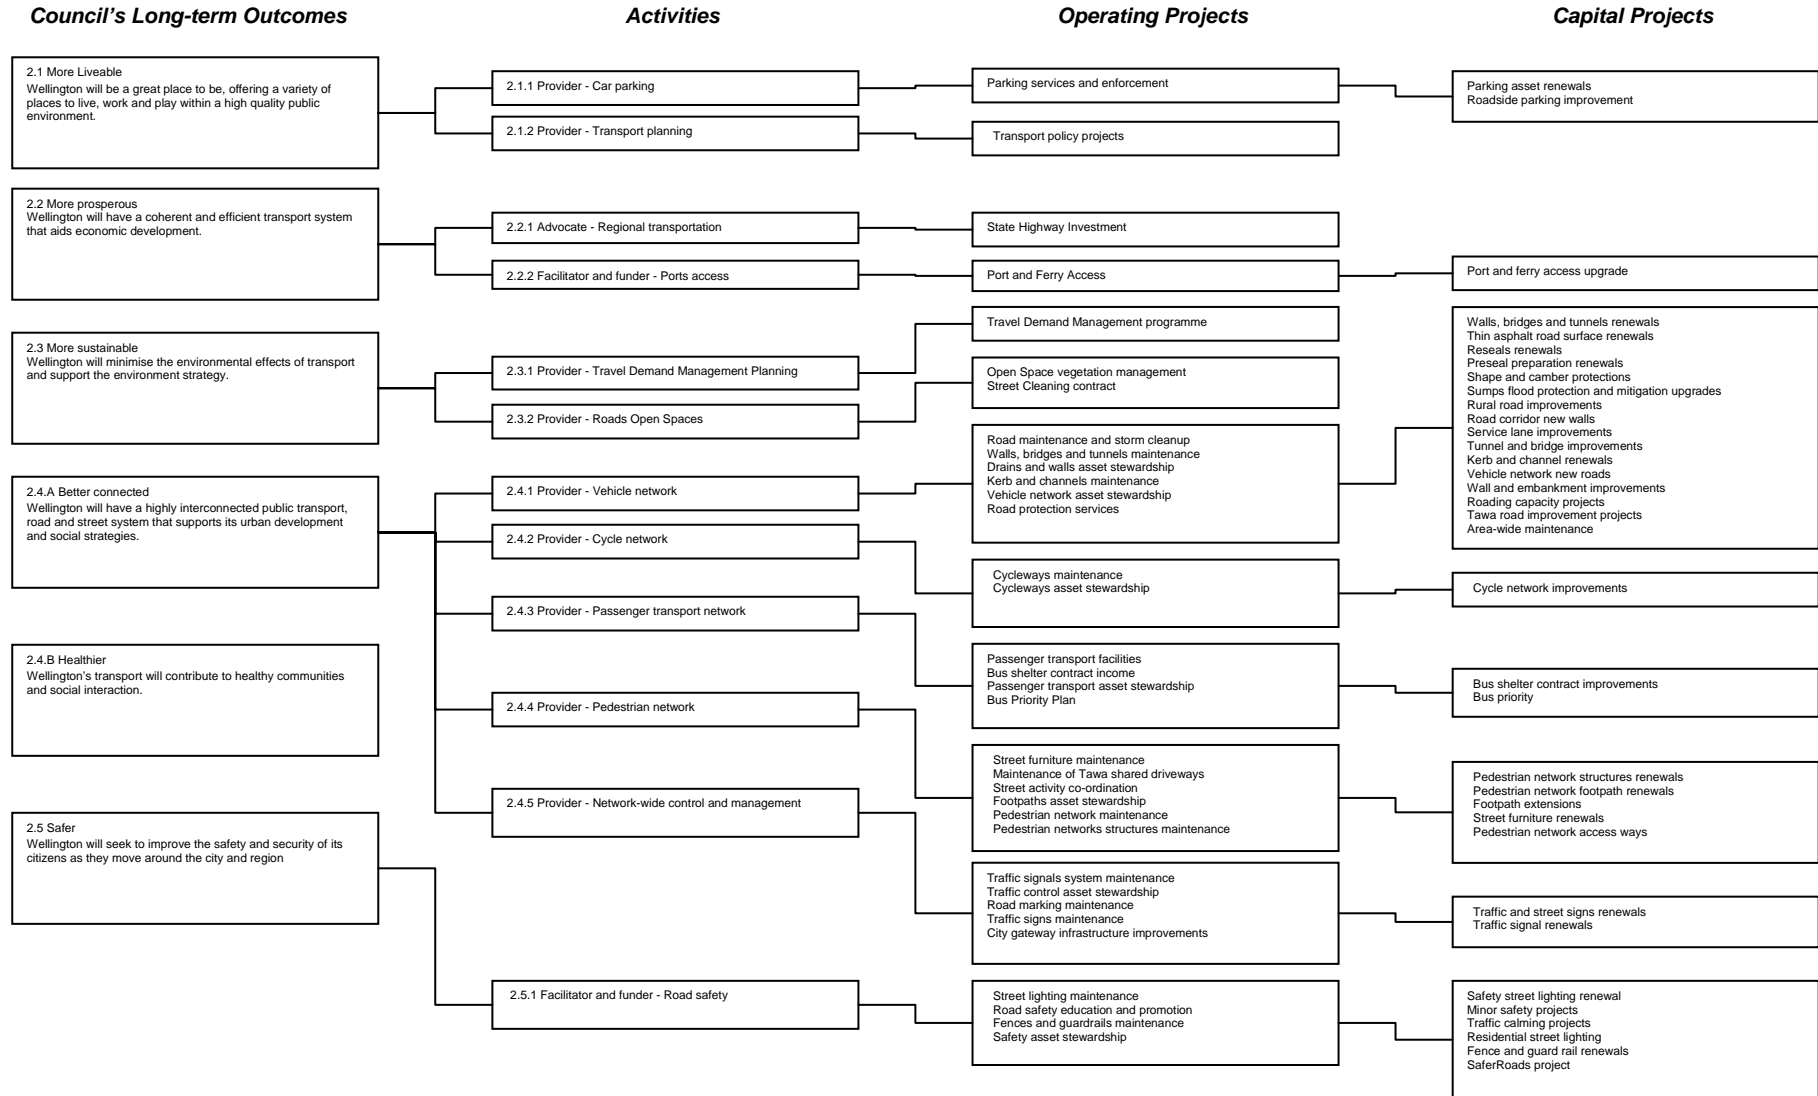 Council's Long-term Outcomes
Activities
Operating Projects
Capital Projects
2.1 More Liveable
Wellington will be a great place to be, offering a variety of
places to live, work and play within a high quality public
environment.
2.1.1 Provider - Car parking
2.1.2 Provider - Transport planning
Parking services and enforcement
Transport policy projects
Parking asset renewals
Roadside parking improvement
2.2 More prosperous
Wellington will have a coherent and efficient transport system
that aids economic development.
2.2.1 Advocate - Regional transportation
2.2.2 Facilitator and funder - Ports access
State Highway Investment
Port and Ferry Access
Port and ferry access upgrade
2.3 More sustainable
Wellington will minimise the environmental effects of transport
and support the environment strategy.
2.3.1 Provider - Travel Demand Management Planning
2.3.2 Provider - Roads Open Spaces
Travel Demand Management programme
Open Space vegetation management
Street Cleaning contract
2.4.A Better connected
Wellington will have a highly interconnected public transport,
road and street system that supports its urban development
and social strategies.
2.4.B Healthier
Wellington's transport will contribute to healthy communities
and social interaction.
2.4.1 Provider - Vehicle network
2.4.2 Provider - Cycle network
2.4.3 Provider - Passenger transport network
2.4.4 Provider - Pedestrian network
2.4.5 Provider - Network-wide control and management
Road maintenance and storm cleanup
Walls, bridges and tunnels maintenance
Drains and walls asset stewardship
Kerb and channels maintenance
Vehicle network asset stewardship
Road protection services
Walls, bridges and tunnels renewals
Thin asphalt road surface renewals
Reseals renewals
Preseal preparation renewals
Shape and camber protections
Sumps flood protection and mitigation upgrades
Rural road improvements
Road corridor new walls
Service lane improvements
Tunnel and bridge improvements
Kerb and channel renewals
Vehicle network new roads
Wall and embankment improvements
Roading capacity projects
Tawa road improvement projects
Area-wide maintenance
Cycleways maintenance
Cycleways asset stewardship
Cycle network improvements
Passenger transport facilities
Bus shelter contract income
Passenger transport asset stewardship
Bus Priority Plan
Bus shelter contract improvements
Bus priority
Street furniture maintenance
Maintenance of Tawa shared driveways
Street activity co-ordination
Footpaths asset stewardship
Pedestrian network maintenance
Pedestrian networks structures maintenance
Pedestrian network structures renewals
Pedestrian network footpath renewals
Footpath extensions
Street furniture renewals
Pedestrian network access ways
Traffic signals system maintenance
Traffic control asset stewardship
Road marking maintenance
Traffic signs maintenance
City gateway infrastructure improvements
Traffic and street signs renewals
Traffic signal renewals
2.5 Safer
Wellington will seek to improve the safety and security of its
citizens as they move around the city and region
2.5.1 Facilitator and funder - Road safety
Street lighting maintenance
Road safety education and promotion
Fences and guardrails maintenance
Safety asset stewardship
Safety street lighting renewal
Minor safety projects
Traffic calming projects
Residential street lighting
Fence and guard rail renewals
SaferRoads project